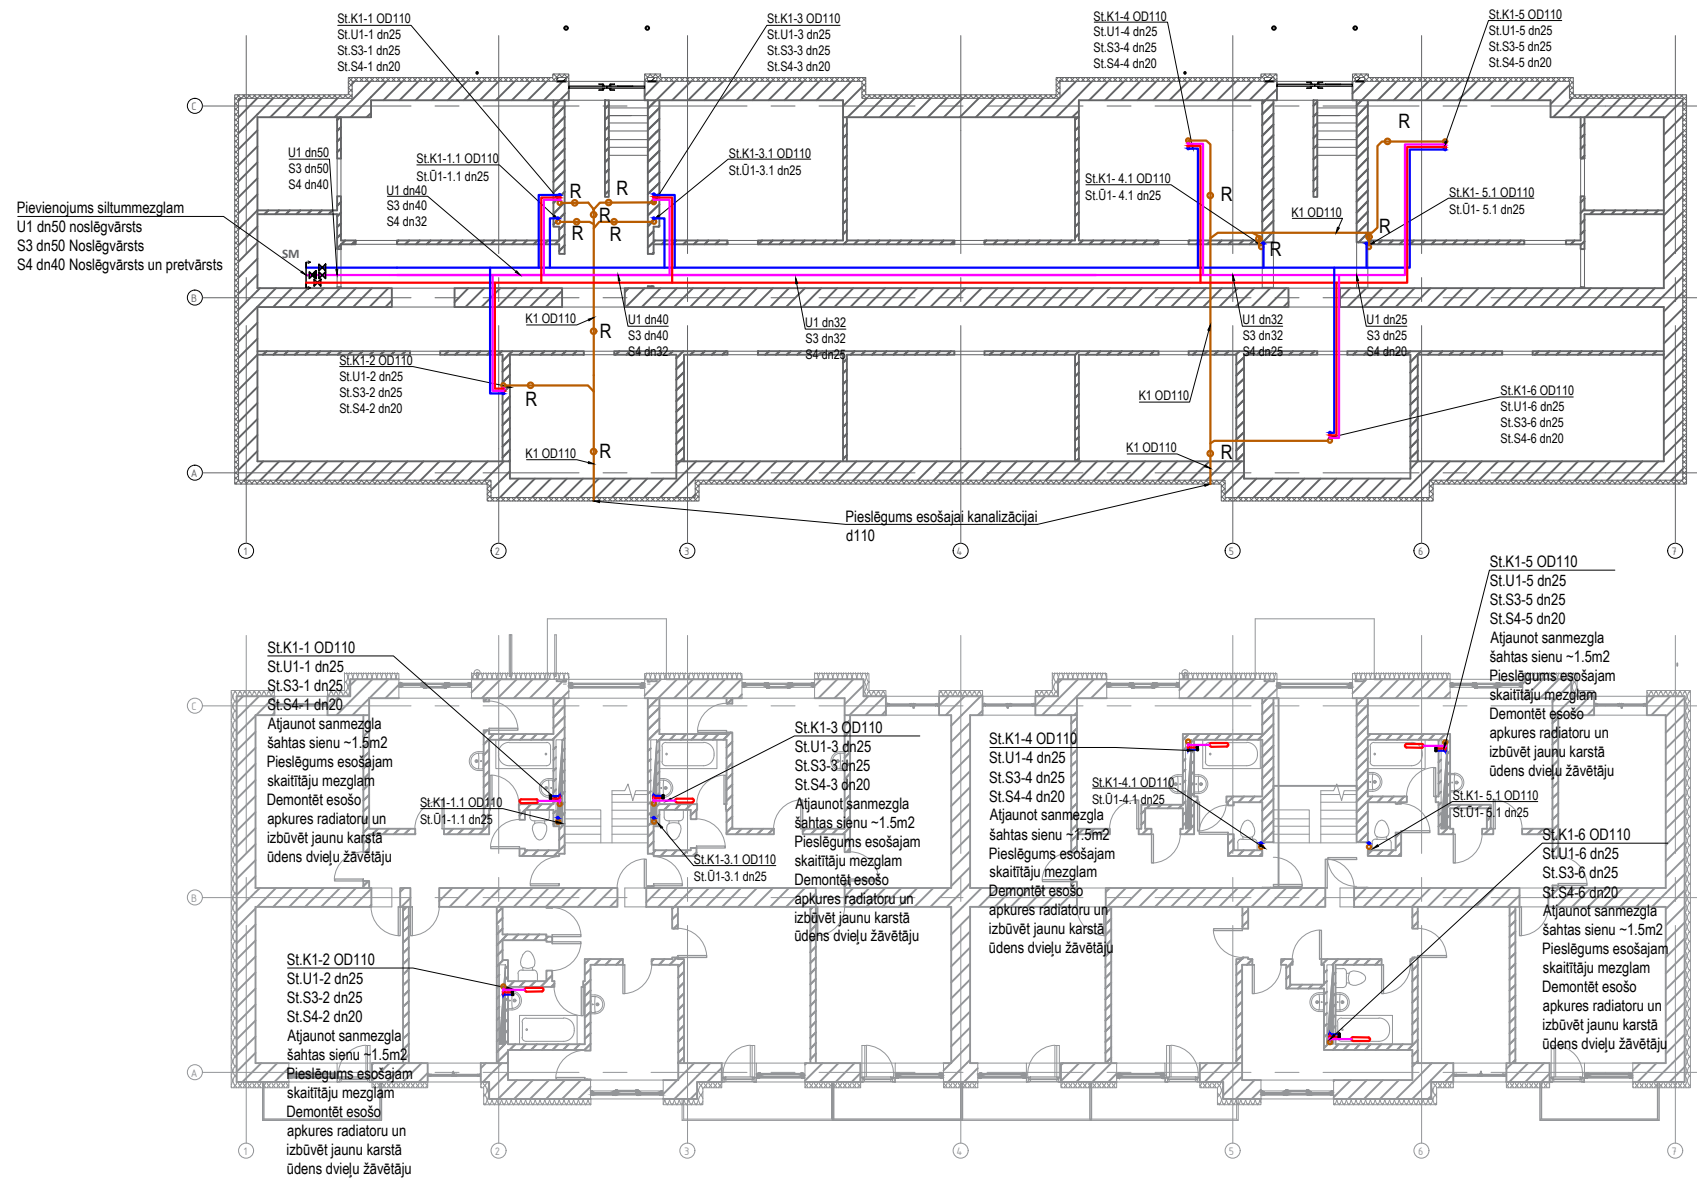 St.K1-1 OD110
St.U1-1 dn25
St.S3-1 dn25
St.S4-1 dn20
St.K1-3 OD110
St.U1-3 dn25
St.S3-3 dn25
St.S4-3 dn20
St.K1-4 OD110
St.U1-4 dn25
St.S3-4 dn25
St.S4-4 dn20
St.K1-5 OD110
St.U1-5 dn25
St.S3-5 dn25
St.S4-5 dn20
C
R
U1 dn50
S3 dn50
S4 dn40
St.K1-1.1 OD110
St.Ū1-1.1 dn25
St.K1-3.1 OD110
St.Ū1-3.1 dn25
U1 dn40
S3 dn40
S4 dn32
R
R
R
R
R
R
St.K1- 4.1 OD110
St.Ū1- 4.1 dn25
St.K1- 5.1 OD110
St.Ū1- 5.1 dn25
K1 OD110
R
R
R
Pievienojums siltummezglam
U1 dn50 noslēgvārsts
S3 dn50 Noslēgvārsts
S4 dn40 Noslēgvārsts un pretvārsts
SM
B
K1 OD110
R
U1 dn40
S3 dn40
S4 dn32
U1 dn32
S3 dn32
S4 dn25
U1 dn32
S3 dn32
S4 dn25
U1 dn25
S3 dn25
S4 dn20
St.K1-2 OD110
St.U1-2 dn25
St.S3-2 dn25
St.S4-2 dn20
R
K1 OD110
St.K1-6 OD110
St.U1-6 dn25
St.S3-6 dn25
St.S4-6 dn20
K1 OD110
R
K1 OD110
R
A
Pieslēgums esošajai kanalizācijai
d110
1
2
3
4
5
6
7
St.K1-5 OD110
St.U1-5 dn25
St.S3-5 dn25
St.S4-5 dn20
Atjaunot sanmezgla
šahtas sienu ~1.5m2
Pieslēgums esošajam
skaitītāju mezglam
Demontēt esošo
apkures radiatoru un
izbūvēt jaunu karstā
ūdens dvieļu žāvētāju
St.K1-1 OD110
St.U1-1 dn25
St.S3-1 dn25
St.S4-1 dn20
Atjaunot sanmezgla
šahtas sienu ~1.5m2
Pieslēgums esošajam
skaitītāju mezglam
Demontēt esošo
apkures radiatoru un
izbūvēt jaunu karstā
ūdens dvieļu žāvētāju
C
St.K1-1.1 OD110
St.Ū1-1.1 dn25
St.K1-3 OD110
St.U1-3 dn25
St.S3-3 dn25
St.S4-3 dn20
Atjaunot sanmezgla
šahtas sienu ~1.5m2
Pieslēgums esošajam
skaitītāju mezglam
Demontēt esošo
apkures radiatoru un
izbūvēt jaunu karstā
ūdens dvieļu žāvētāju
St.K1-3.1 OD110
St.Ū1-3.1 dn25
St.K1-4 OD110
St.U1-4 dn25
St.S3-4 dn25
St.S4-4 dn20
Atjaunot sanmezgla
šahtas sienu ~1.5m2
Pieslēgums esošajam
skaitītāju mezglam
Demontēt esošo
apkures radiatoru un
izbūvēt jaunu karstā
ūdens dvieļu žāvētāju
St.K1-4.1 OD110
St.Ū1-4.1 dn25
St.K1- 5.1 OD110
St.Ū1- 5.1 dn25
St.K1-6 OD110
St.U1-6 dn25
St.S3-6 dn25
St.S4-6 dn20
Atjaunot sanmezgla
šahtas sienu ~1.5m2
Pieslēgums esošajam
skaitītāju mezglam
Demontēt esošo
apkures radiatoru un
izbūvēt jaunu karstā
ūdens dvieļu žāvētāju
B
St.K1-2 OD110
St.U1-2 dn25
St.S3-2 dn25
St.S4-2 dn20
Atjaunot sanmezgla
šahtas sienu ~1.5m2
Pieslēgums esošajam
skaitītāju mezglam
Demontēt esošo
apkures radiatoru un
izbūvēt jaunu karstā
ūdens dvieļu žāvētāju
A
1
2
3
4
5
6
7